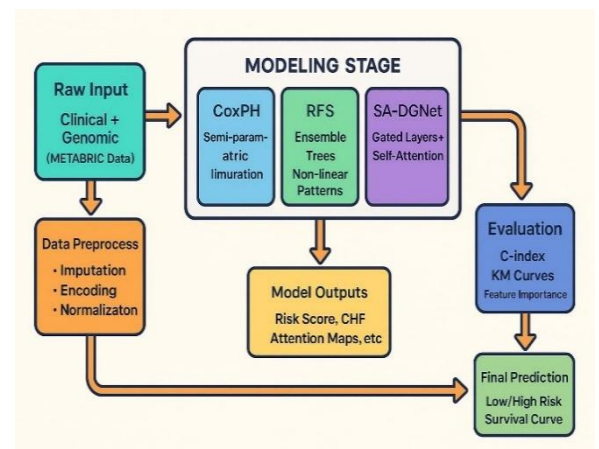 Raw Input
Clinical +
Genomic
(METABRIC Data)
MODELING STAGE
CoxPH
Semi-param-
atric
limuration
RFS
Ensemble
Trees
Non-linear
Patterns
SA-DGNet
Gated Layers+
Self-Attention
Data Preprocess
• Imputation
• Encoding
• Normalizaton
Model Outputs
Risk Score, CHF
Attention Maps, etc
Evaluation
C-index
KM Curves
Feature Importance
Final Prediction
Low/High Risk
Survival Curve